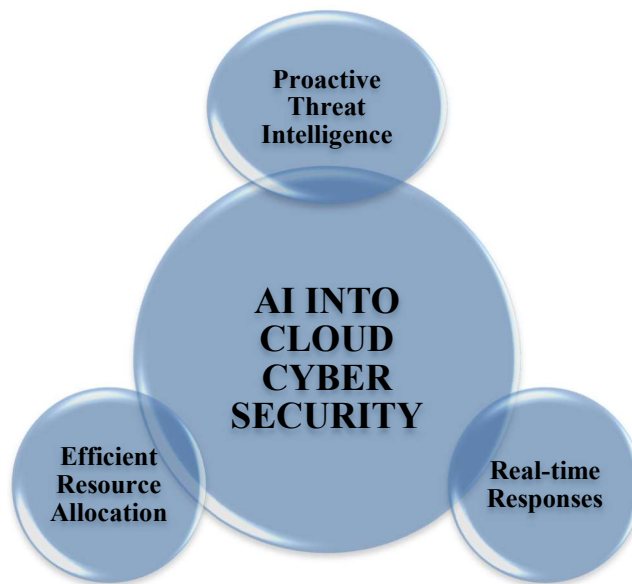 Proactive
Threat
Intelligence
AI INTO
CLOUD
CYBER
SECURITY
Efficient
Resource
Allocation
Real-time
Responses